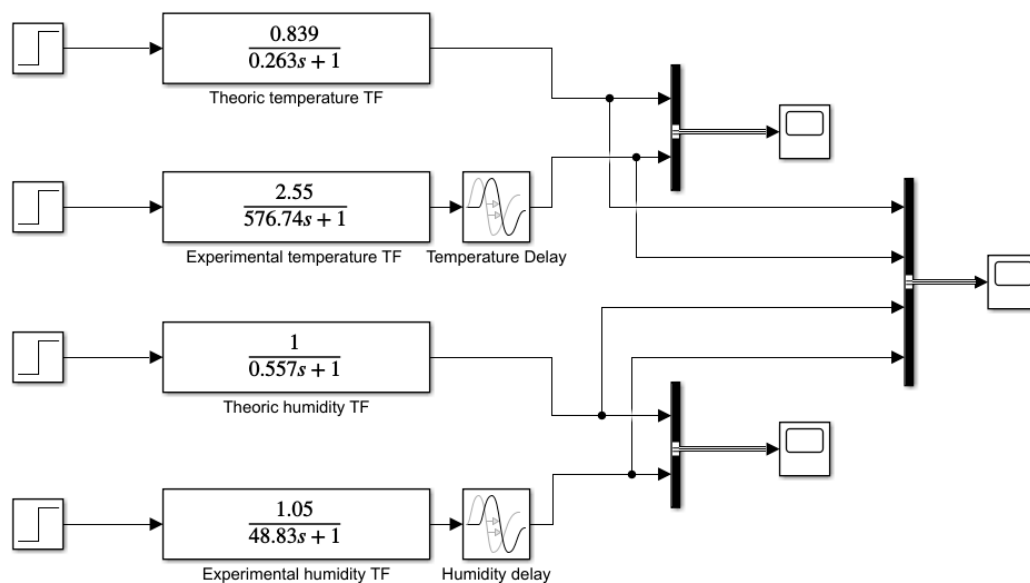 0.839
0.263s + 1
Theoric temperature TF
2.55
576.74s + 1
Experimental temperature TF
Temperature Delay
1
0.557s + 1
Theoric humidity TF
1.05
48.83s + 1
Experimental humidity TF
Humidity delay